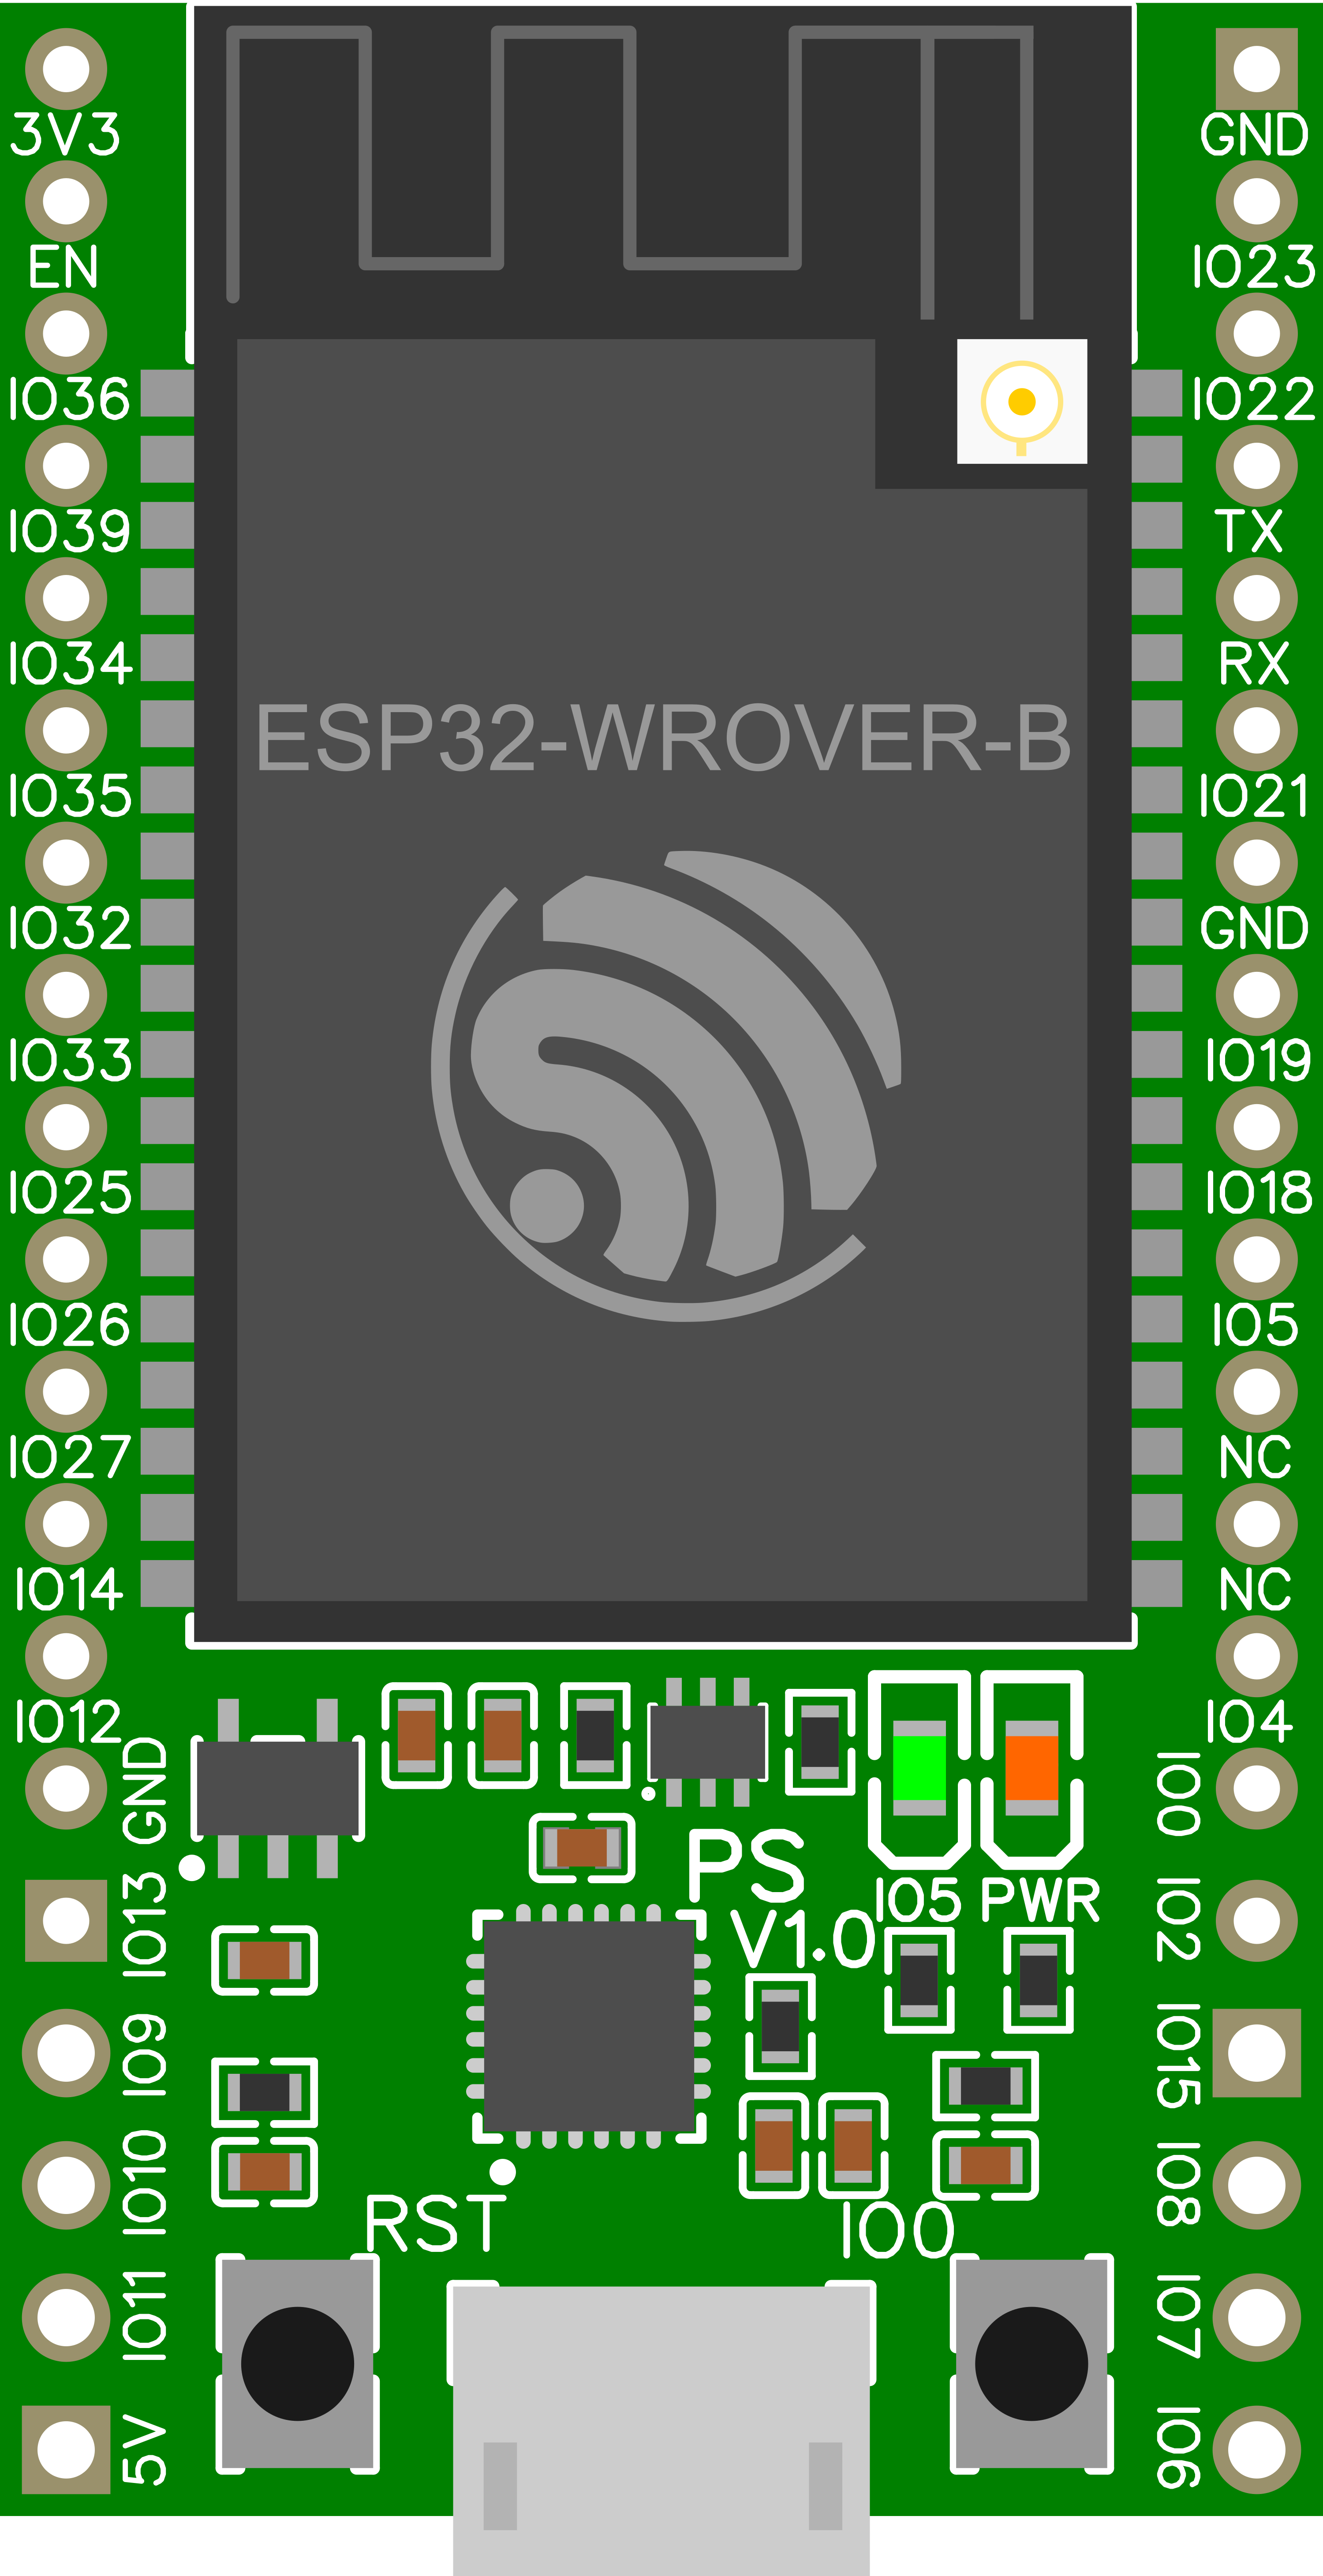 3V3
GND
EN
IO23
IO36
IO22
IO39
TX
IO34
RX
ESP32-WROVER-B
IO35
IO21
IO32
GND
IO33
IO19
IO25
IO18
IO26
IO5
IO27
NC
IO14
NC
IO12
IO4
GND
IO0
PS
V1.0
IO5
PWR
IO13
IO2
IO9
IO15
IO10
IO8
RST
IO0
IO11
IO7
5V
IO6